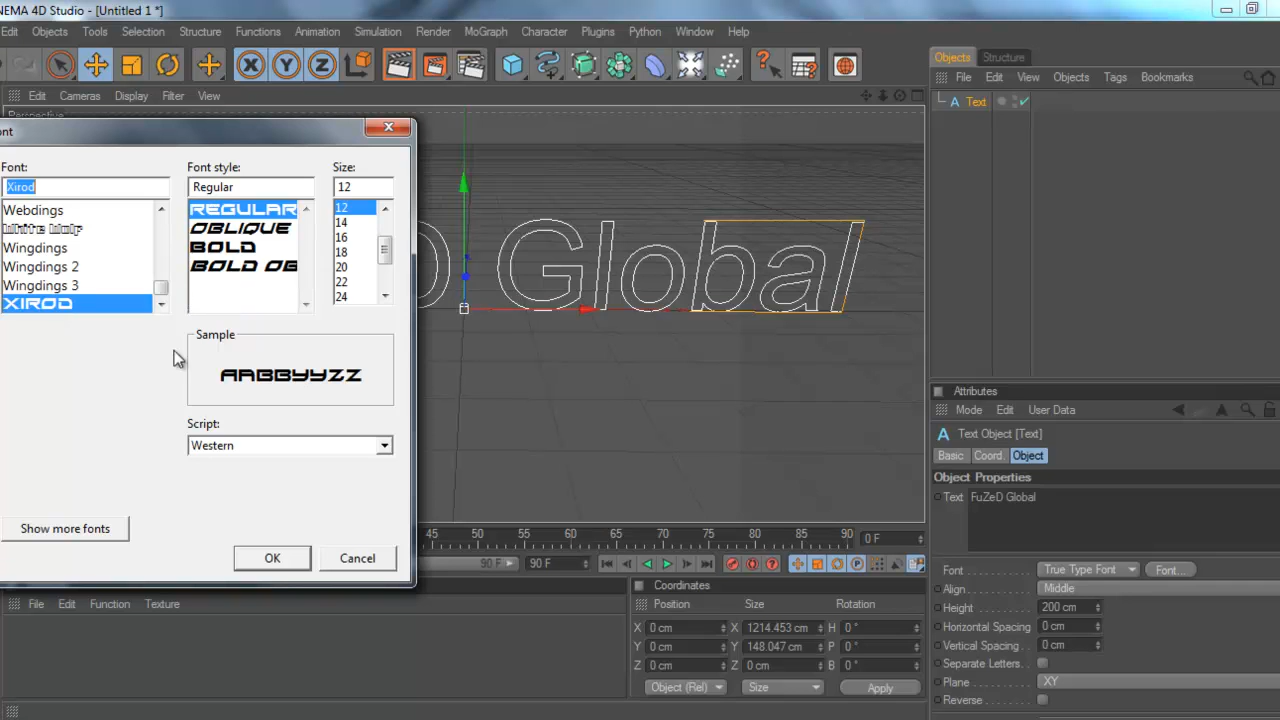 NEMA 4D Studio - [Untitled 1 *]
Edit Objects Tools Selection Structure Functions Animation Simulation Render MoGraph Character Plugins Python Window Help
Edit Cameras Display Filter View
Perspective
Objects Structure
File Edit View Objects Tags Bookmarks
Text
ont
Font: Font style: Size:
Xirod Regular 12
Webdings
White Wolf
Wingdings
Wingdings 2
Wingdings 3
XIROD
REGULAR
OBLIQUE
BOLD
BOLD OB
12
14
16
18
20
22
24
Sample
AABBYYZZ
Script:
Western
Show more fonts
OK Cancel
D Global
45 50 55 60 65 70 75 80 85 90 0 F
90 F 90 F
File Edit Function Texture
Coordinates
Position Size Rotation
X 0 cm X 1214.453 cm H 0 °
Y 0 cm Y 148.047 cm P 0 °
Z 0 cm Z 0 cm B 0 °
Object (Rel) Size Apply
Attributes
Mode Edit User Data
Text Object [Text]
Basic Coord. Object
Object Properties
Text FuZeD Global
Font True Type Font Font...
Align Middle
Height 200 cm
Horizontal Spacing 0 cm
Vertical Spacing 0 cm
Separate Letters
Plane XY
Reverse